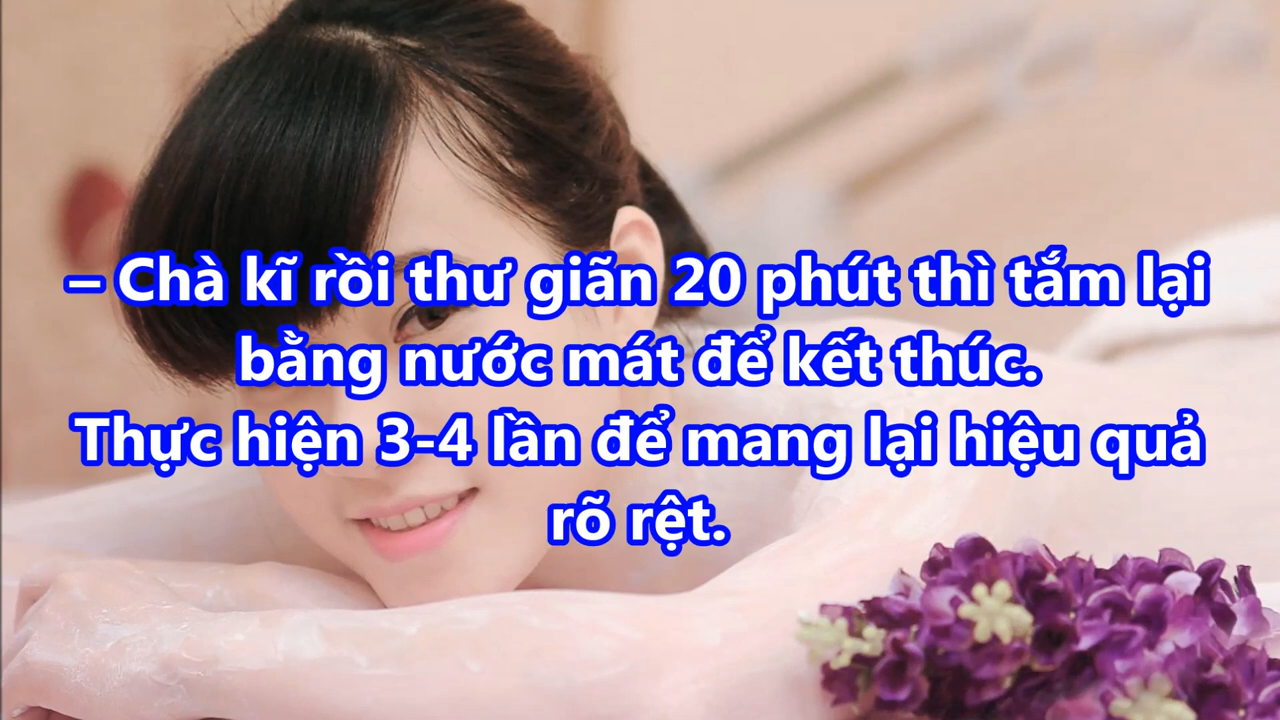 – Chà kĩ rồi thư giãn 20 phút thì tắm lại
bằng nước mát để kết thúc.
Thực hiện 3-4 lần để mang lại hiệu quả
rõ rệt.